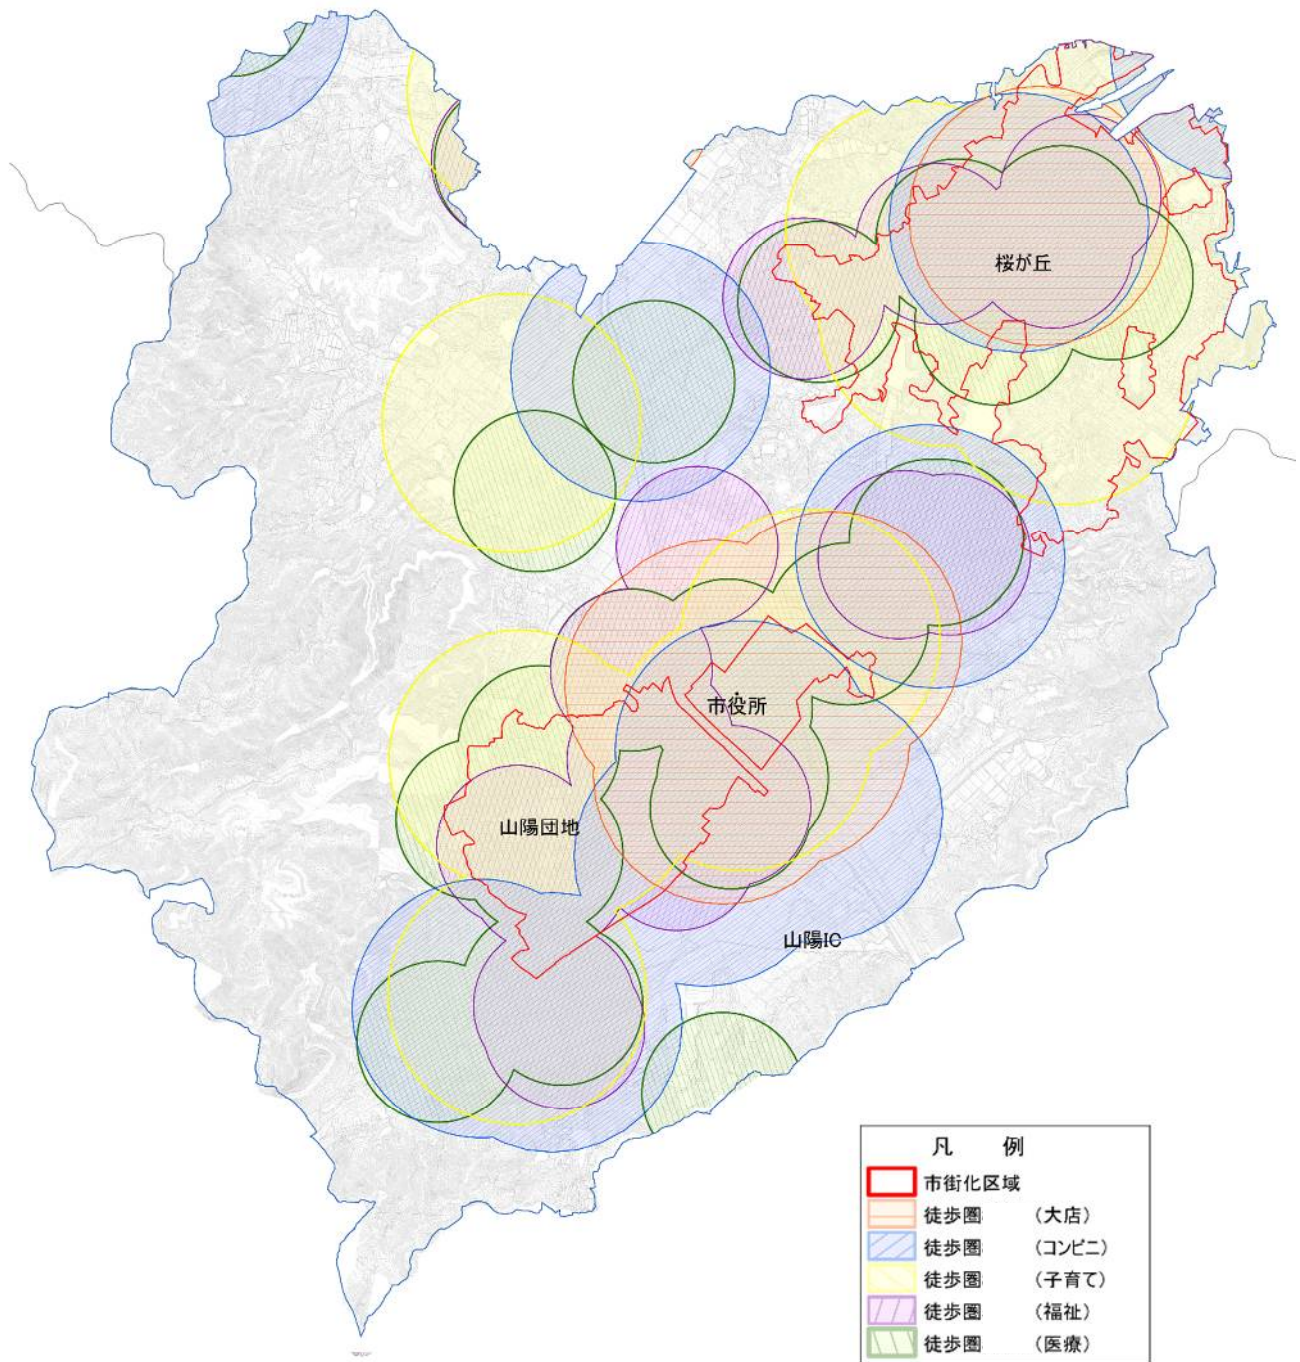 桜が丘
市役所
山陽団地
山陽IC
凡 例
市街化区域
徒歩圏 （大店）
徒歩圏 （コンビニ）
徒歩圏 （子育て）
徒歩圏 （福祉）
徒歩圏 （医療）